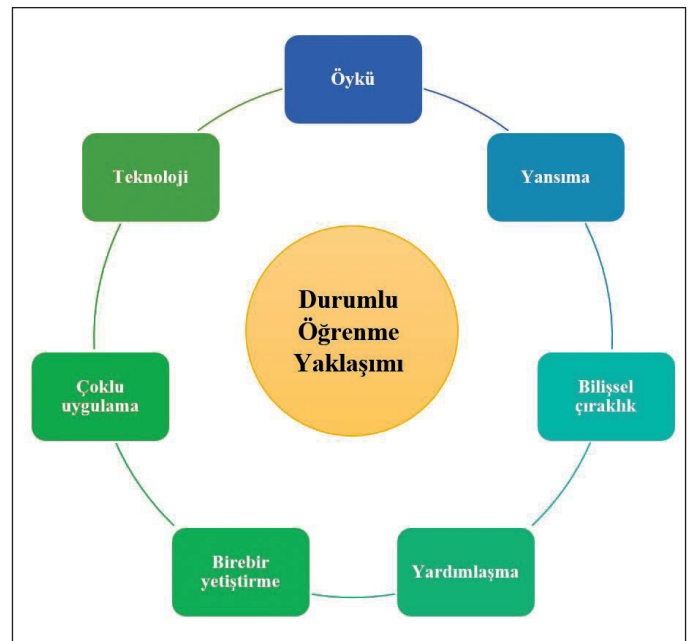 Öykü
Yansıma
Bilişsel
çıraklık
Yardımlaşma
Birebir
yetiştirme
Çoklu
uygulama
Teknoloji
Durumlu
Öğrenme
Yaklaşımı